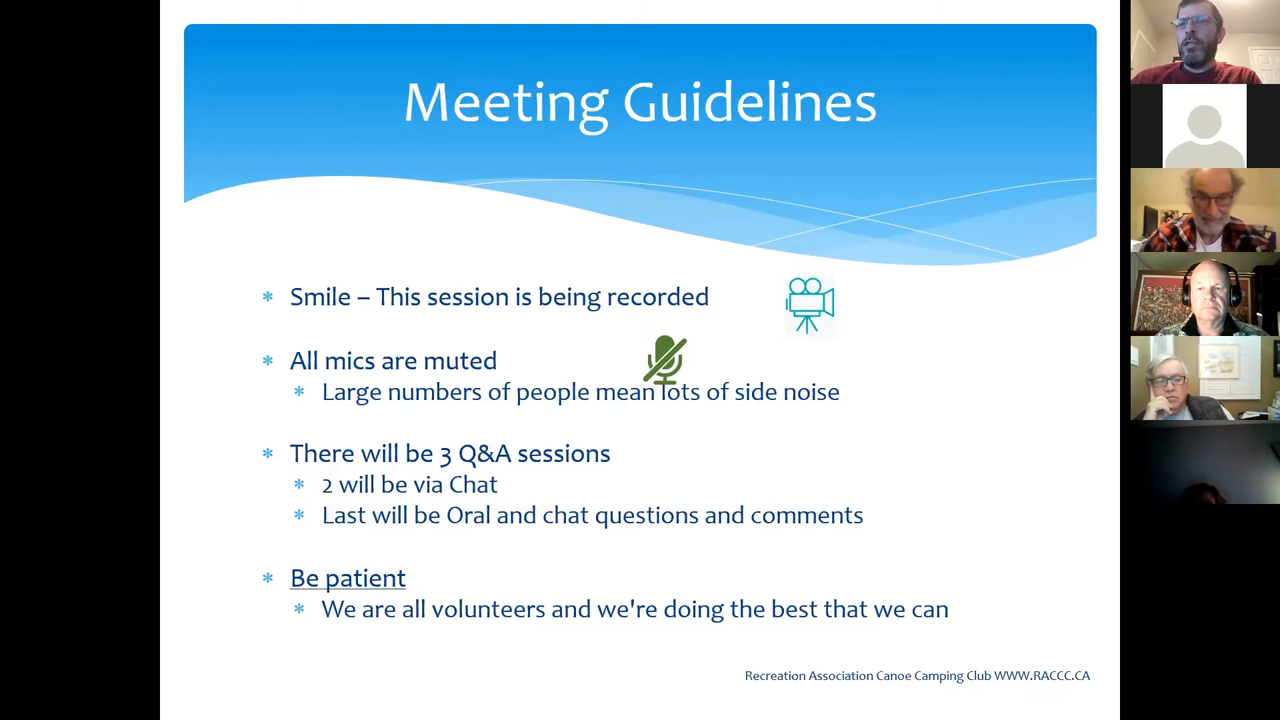 Meeting Guidelines
* Smile – This session is being recorded
* All mics are muted
* Large numbers of people mean lots of side noise
* There will be 3 Q&A sessions
* 2 will be via Chat
* Last will be Oral and chat questions and comments
* Be patient
* We are all volunteers and we're doing the best that we can
Recreation Association Canoe Camping Club WWW.RACCC.CA